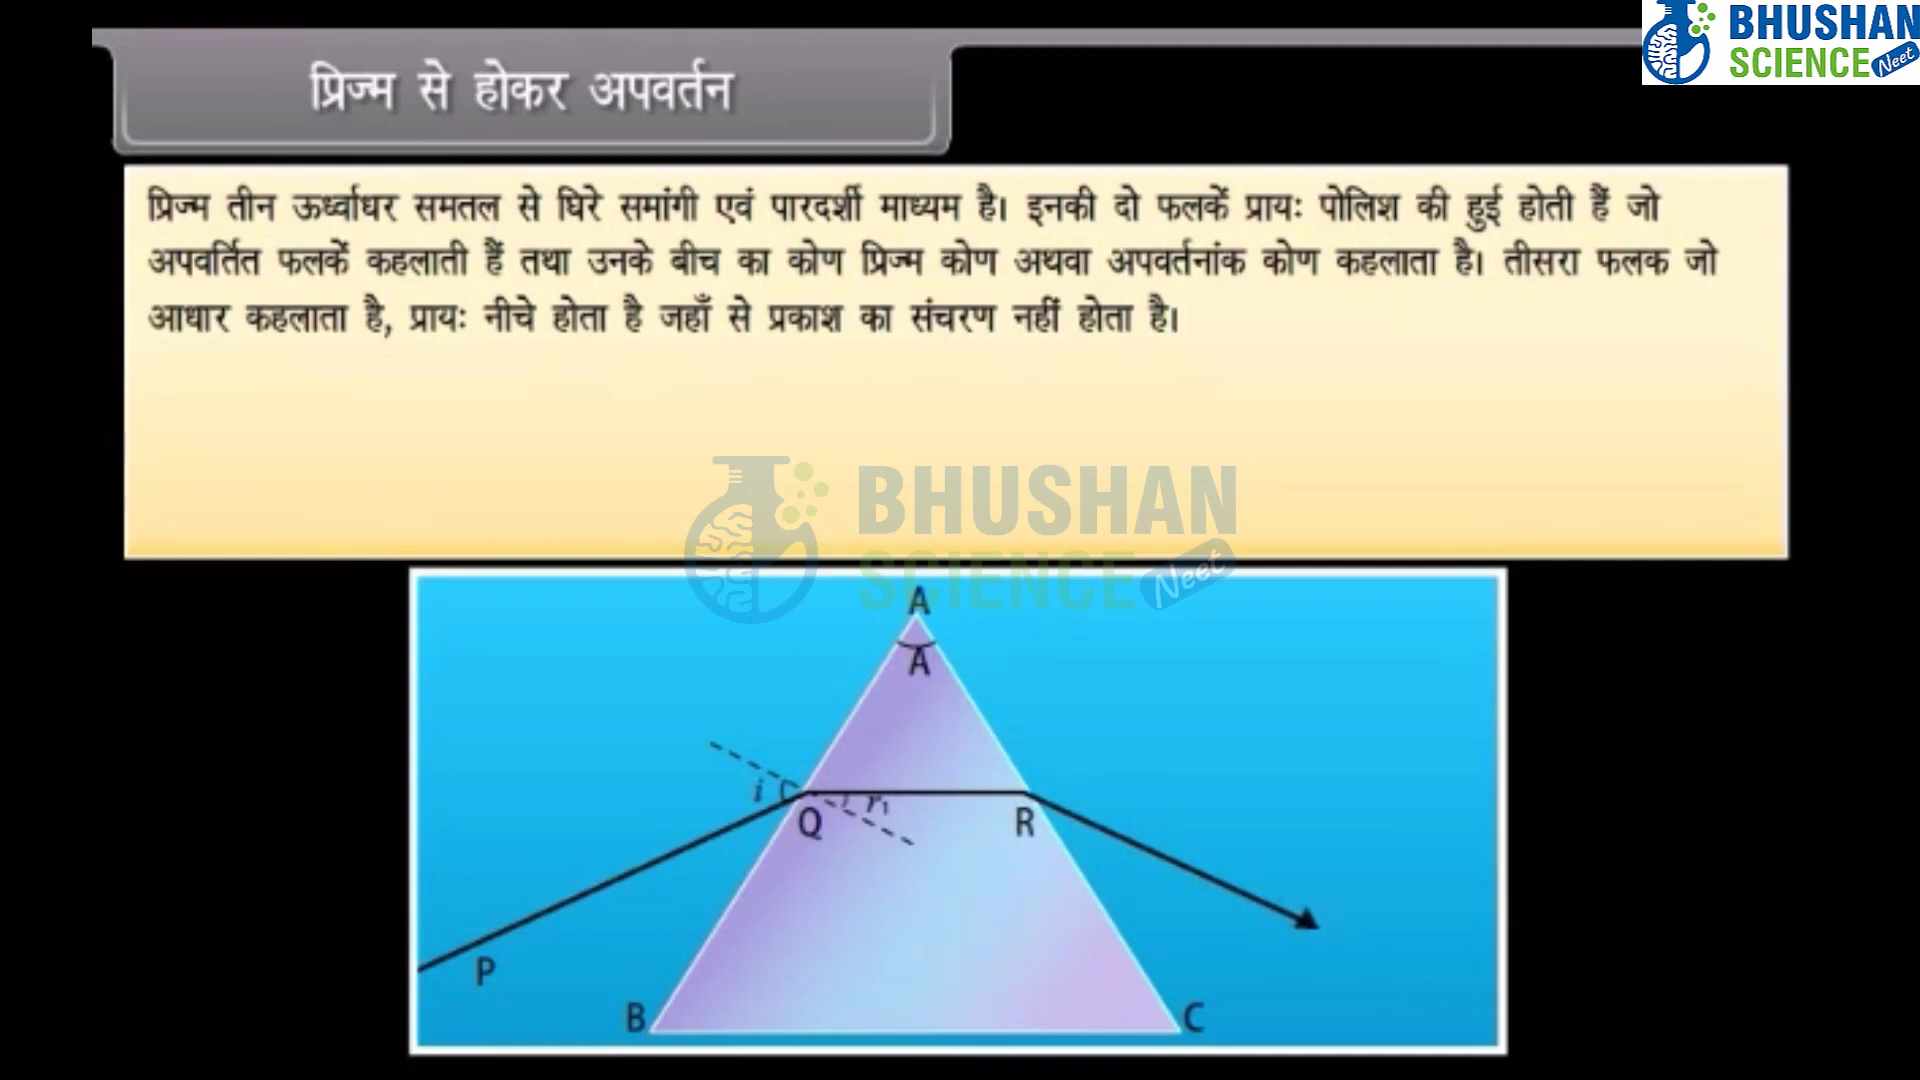 BHUSHAN
SCIENCE Neet
प्रिज्म से होकर अपवर्तन
प्रिज्म तीन ऊर्ध्वाधर समतल से घिरे समांगी एवं पारदर्शी माध्यम है। इनकी दो फलकें प्रायः पोलिश की हुई होती हैं जो
अपवर्तित फलकें कहलाती हैं तथा उनके बीच का कोण प्रिज्म कोण अथवा अपवर्तनांक कोण कहलाता है। तीसरा फलक जो
आधार कहलाता है, प्रायः नीचे होता है जहाँ से प्रकाश का संचरण नहीं होता है।
BHUSHAN
SCIENCE Neet
A
A
i
r₁
Q
R
P
B
C